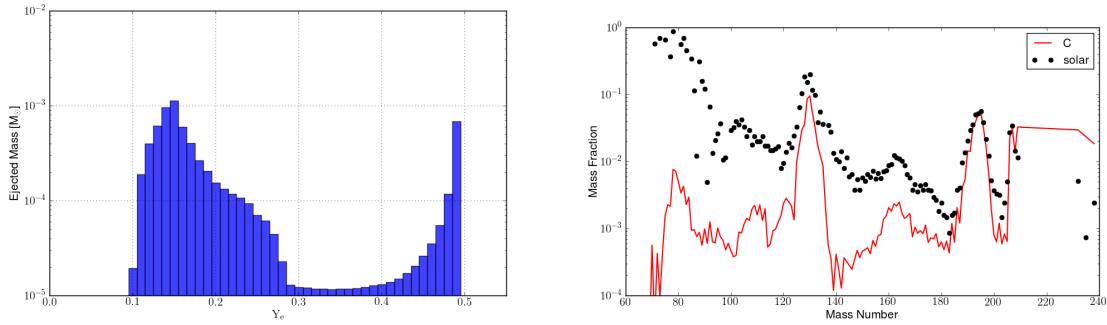 10⁻²
10⁻³
10⁻⁴
10⁻⁵
Ejected Mass [M☉]
0.0 0.1 0.2 0.3 0.4 0.5
Yₑ
10⁰
10⁻¹
10⁻²
10⁻³
10⁻⁴
Mass Fraction
C
solar
60 80 100 120 140 160 180 200 220 240
Mass Number